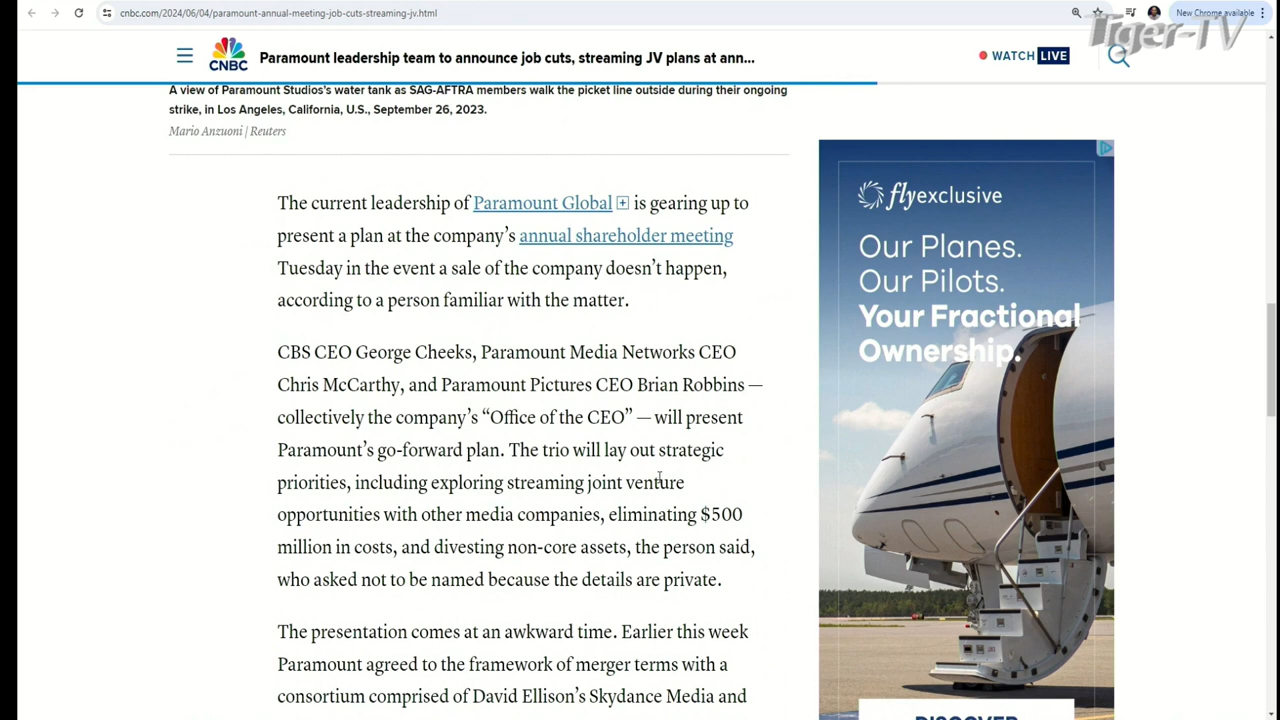 cnbc.com/2024/06/04/paramount-annual-meeting-job-cuts-streaming-jv.html
New Chrome available
Tiger-TV
CNBC
Paramount leadership team to announce job cuts, streaming JV plans at ann...
WATCH LIVE
A view of Paramount Studios's water tank as SAG-AFTRA members walk the picket line outside during their ongoing
strike, in Los Angeles, California, U.S., September 26, 2023.
Mario Anzuoni | Reuters
The current leadership of Paramount Global + is gearing up to
present a plan at the company’s annual shareholder meeting
Tuesday in the event a sale of the company doesn’t happen,
according to a person familiar with the matter.
CBS CEO George Cheeks, Paramount Media Networks CEO
Chris McCarthy, and Paramount Pictures CEO Brian Robbins —
collectively the company’s “Office of the CEO” — will present
Paramount’s go-forward plan. The trio will lay out strategic
priorities, including exploring streaming joint venture
opportunities with other media companies, eliminating $500
million in costs, and divesting non-core assets, the person said,
who asked not to be named because the details are private.
The presentation comes at an awkward time. Earlier this week
Paramount agreed to the framework of merger terms with a
consortium comprised of David Ellison’s Skydance Media and
flyexclusive
Our Planes.
Our Pilots.
Your Fractional
Ownership.
DISCOVER